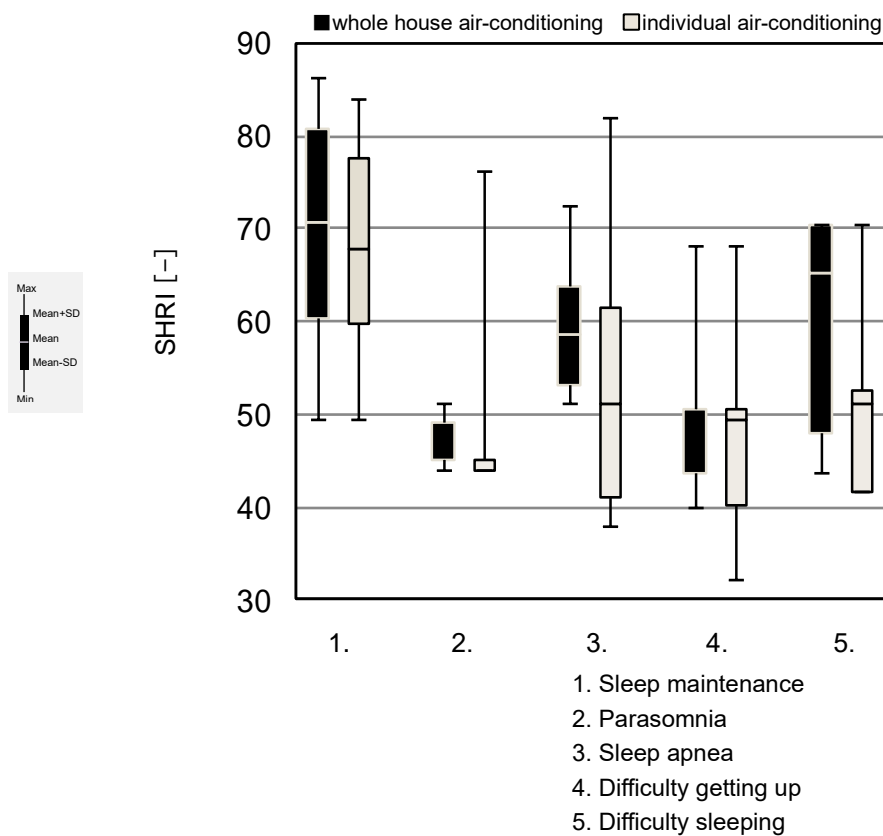 ■whole house air-conditioning □individual air-conditioning
90
80
70
60
50
40
30
SHRI [-]
Max
Mean+SD
Mean
Mean-SD
Min
1. 2. 3. 4. 5.
1. Sleep maintenance
2. Parasomnia
3. Sleep apnea
4. Difficulty getting up
5. Difficulty sleeping